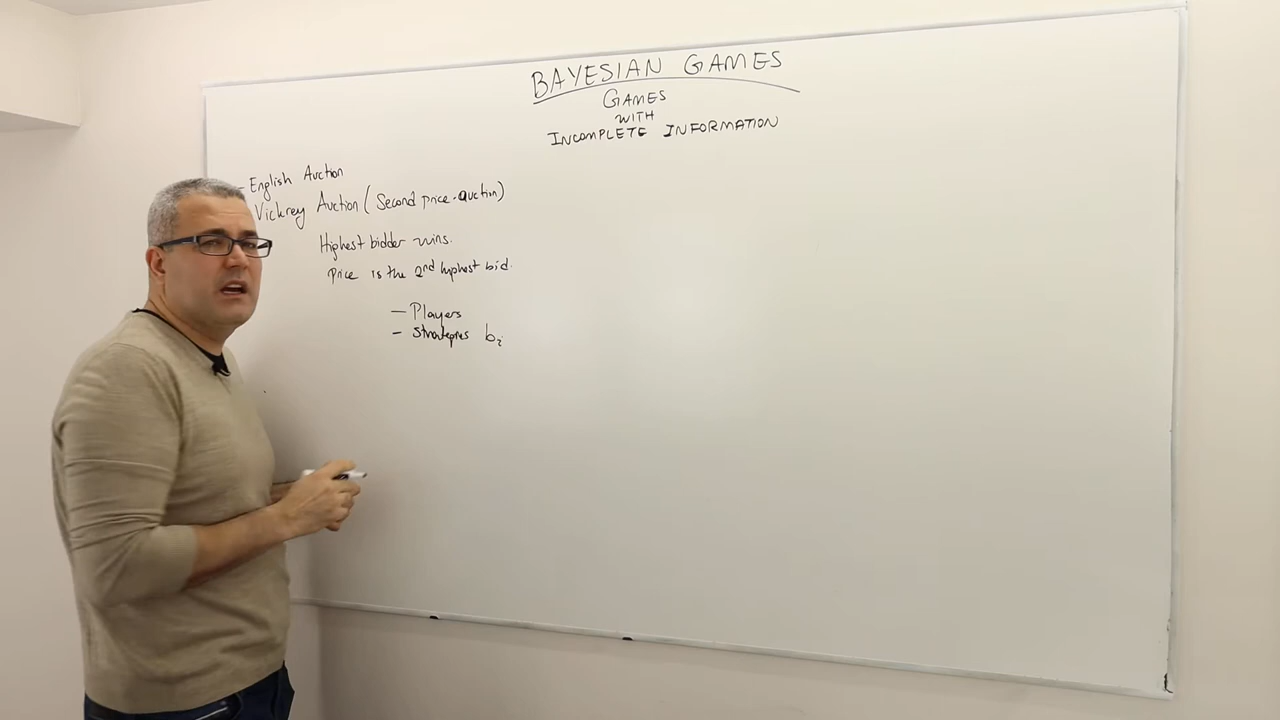 BAYESIAN GAMES
GAMES
WITH
INCOMPLETE INFORMATION
- English Auction
Vickrey Auction (Second price-auction)
Highest bidder wins.
Price is the 2nd highest bid.
- Players
- Strategies bᵢ